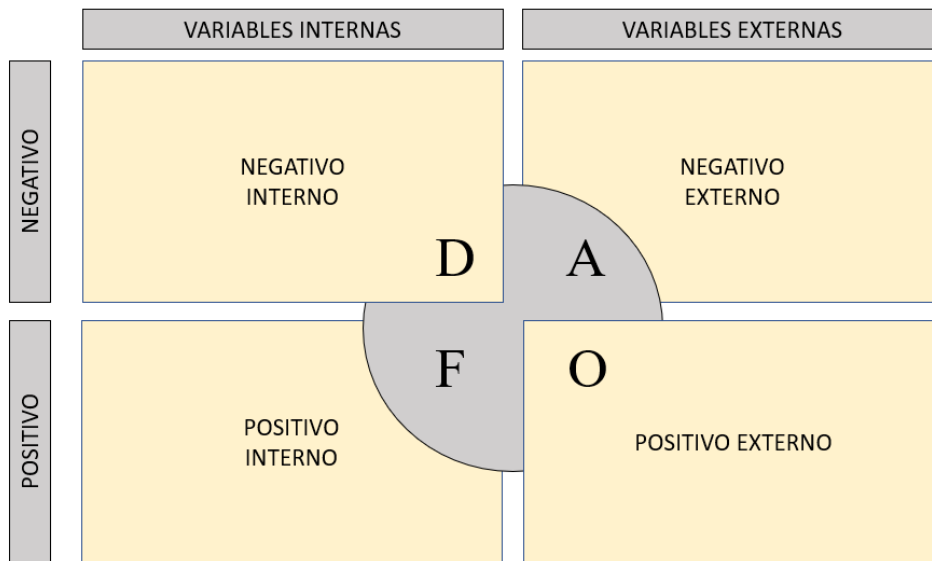 VARIABLES INTERNAS
VARIABLES EXTERNAS
NEGATIVO
NEGATIVO
INTERNO
NEGATIVO
EXTERNO
D
A
POSITIVO
F
O
POSITIVO
INTERNO
POSITIVO EXTERNO